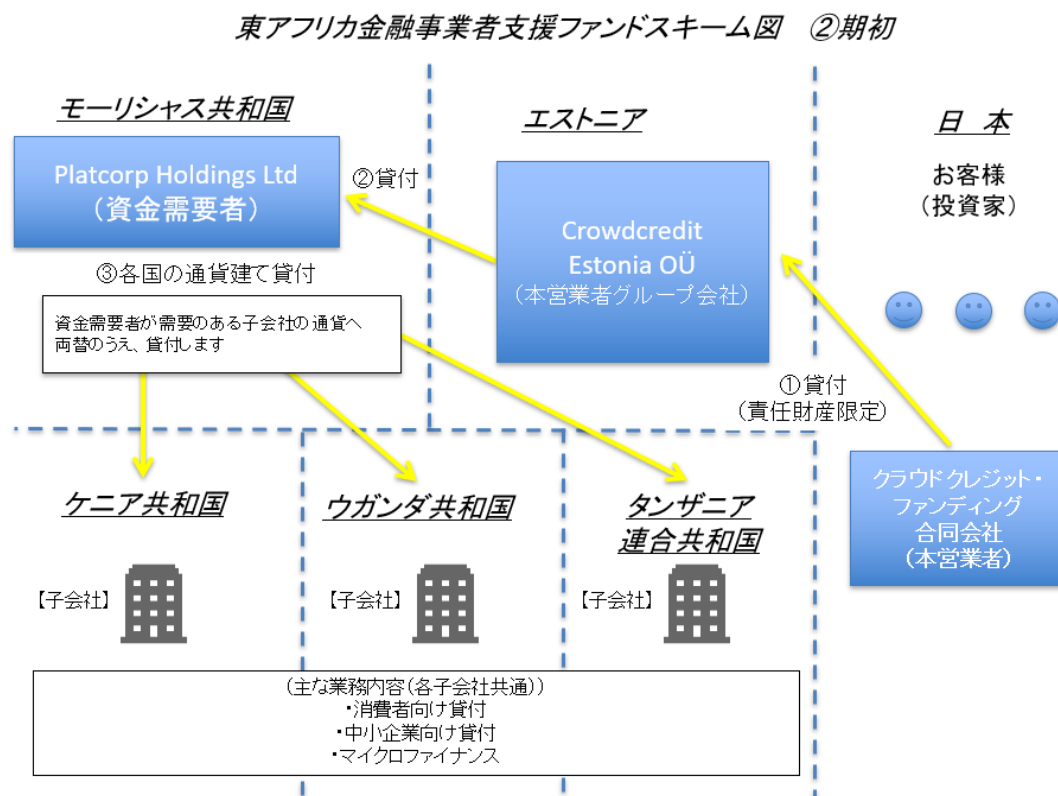 東アフリカ金融事業者支援ファンドスキーム図　②期初
モーリシャス共和国
Platcorp Holdings Ltd
（資金需要者）
②貸付
エストニア
Crowdcredit
Estonia OÜ
（本営業者グループ会社）
日　本
お客様
（投資家）
③各国の通貨建て貸付
資金需要者が需要のある子会社の通貨へ
両替のうえ、貸付します
①貸付
（責任財産限定）
クラウドクレジット・
ファンディング
合同会社
（本営業者）
ケニア共和国
ウガンダ共和国
タンザニア
連合共和国
【子会社】
【子会社】
【子会社】
（主な業務内容（各子会社共通））
・消費者向け貸付
・中小企業向け貸付
・マイクロファイナンス